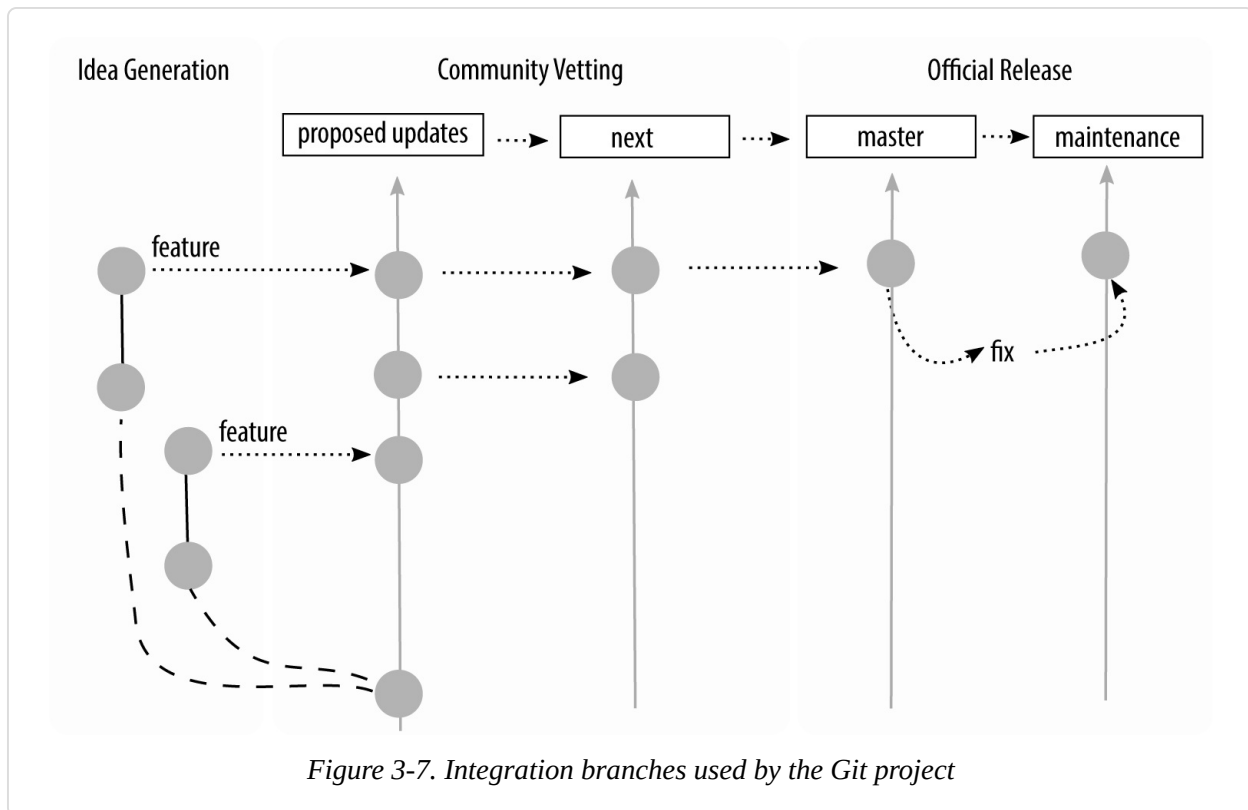 Idea Generation
Community Vetting
Official Release
proposed updates
next
master
maintenance
feature
fix
feature
Figure 3-7. Integration branches used by the Git project